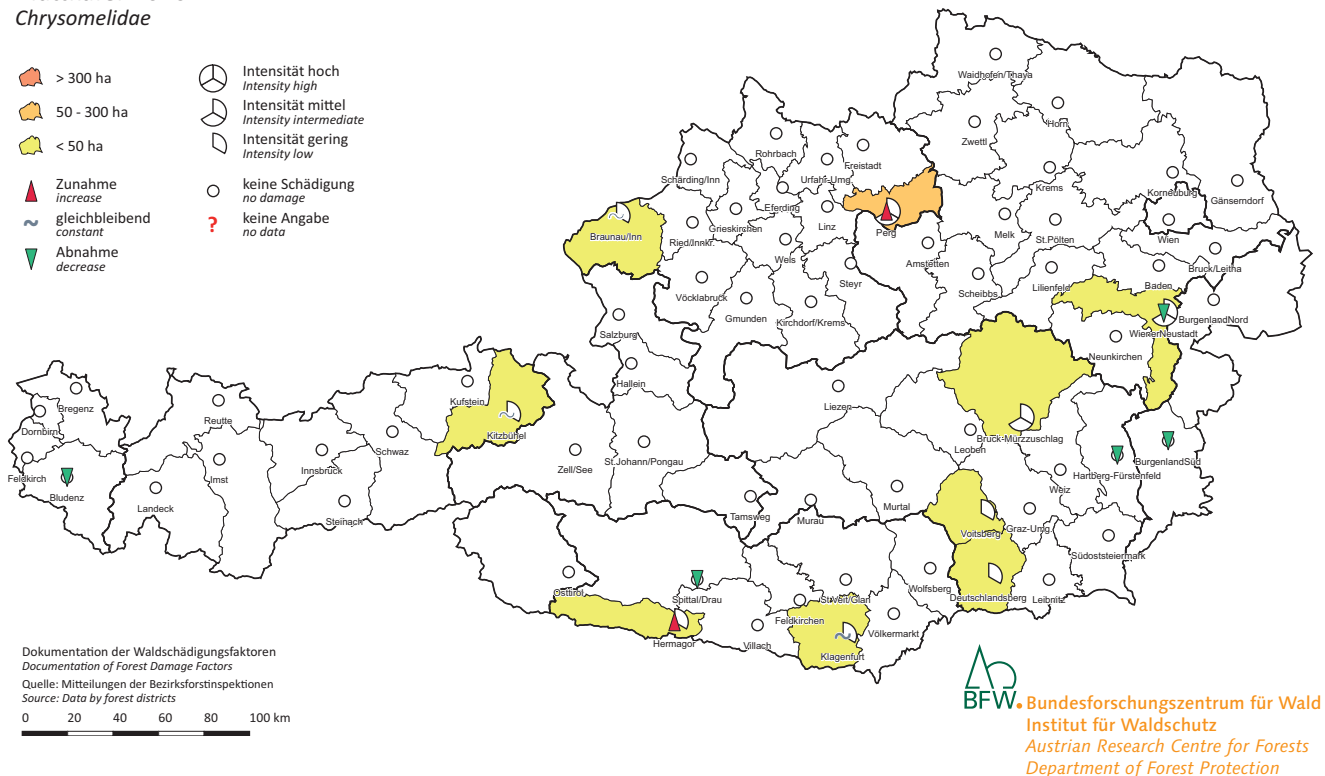 Chrysomelidae
> 300 ha
50 - 300 ha
< 50 ha
Zunahme
increase
~ gleichbleibend
constant
Abnahme
decrease
Intensität hoch
Intensity high
Intensität mittel
Intensity intermediate
Intensität gering
Intensity low
keine Schädigung
no damage
? keine Angabe
no data
Waidhofen/Thaya
Horn
Zwettl
Rohrbach
Freistadt
Schärding/Inn
Urfahr-Umg.
Krems
Korneuburg
Gänserndorf
Eferding
Grieskirchen
Linz
Perg
Melk
St.Pölten
Wien
Braunau/Inn
Ried/Innkr.
Wels
Amstetten
Bruck/Leitha
Steyr
Scheibbs
Lilienfeld
Baden
Vöcklabruck
Gmunden
Kirchdorf/Krems
BurgenlandNord
WienerNeustadt
Salzburg
Neunkirchen
Hallein
Bregenz
Kufstein
Liezen
Reutte
Dornbirn
Kitzbühel
Bruck-Mürzzuschlag
Leoben
Schwaz
Innsbruck
Zell/See
St.Johann/Pongau
BurgenlandSüd
Hartberg-Fürstenfeld
Feldkirch
Imst
Bludenz
Weiz
Landeck
Steinach
Tamsweg
Murau
Murtal
Voitsberg
Graz-Umg.
Südoststeiermark
Osttirol
Spittal/Drau
St.Veit/Glan
Wolfsberg
Deutschlandsberg
Leibnitz
Feldkirchen
Völkermarkt
Hermagor
Villach
Klagenfurt
Dokumentation der Waldschädigungsfaktoren
Documentation of Forest Damage Factors
Quelle: Mitteilungen der Bezirksforstinspektionen
Source: Data by forest districts
0 20 40 60 80 100 km
BFW.
Bundesforschungszentrum für Wald
Institut für Waldschutz
Austrian Research Centre for Forests
Department of Forest Protection